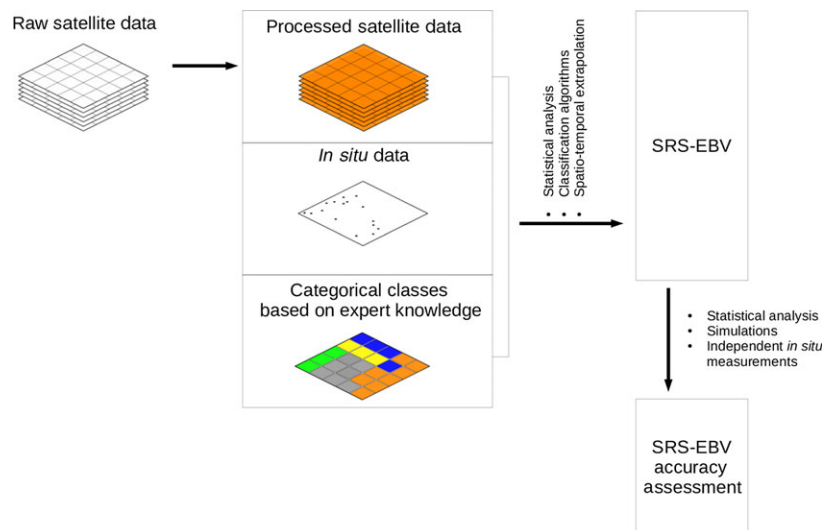 Raw satellite data
Processed satellite data
In situ data
Categorical classes
based on expert knowledge
• Statistical analysis
• Classification algorithms
• Spatio-temporal extrapolation
SRS-EBV
• Statistical analysis
• Simulations
• Independent in situ
measurements
SRS-EBV
accuracy
assessment